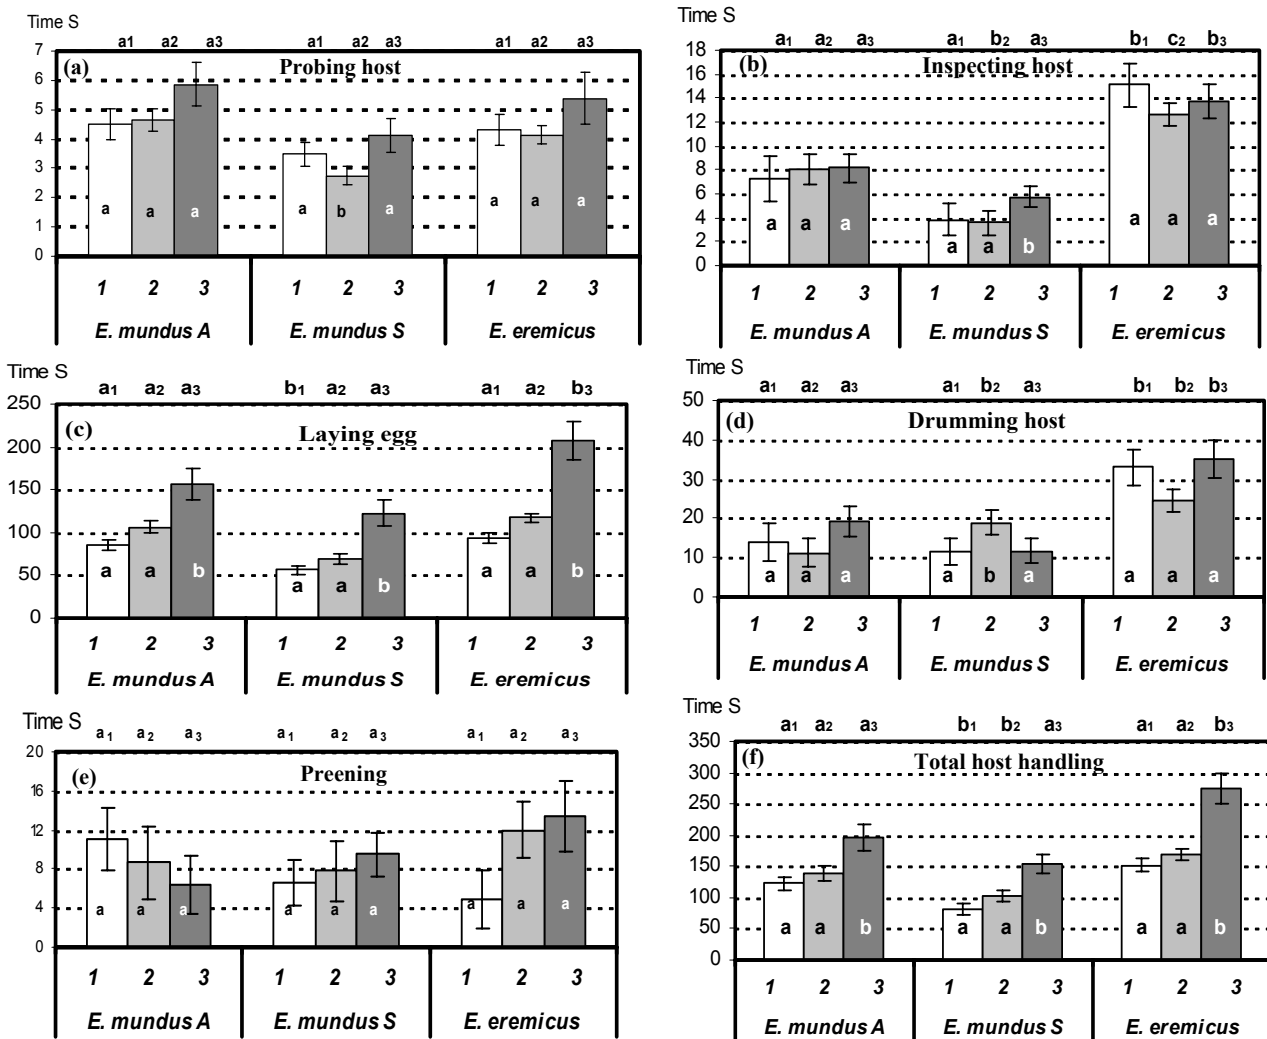 Time S
a1 a2 a3 a1 a2 a3 a1 a2 a3
7
6
5
4
3
2
1
0
(a)
Probing host
a a a a b a a a a
1 2 3 1 2 3 1 2 3
E. mundus A E. mundus S E. eremicus
Time S
a1 a2 a3 a1 b2 a3 b1 c2 b3
18
16
14
12
10
8
6
4
2
0
(b)
Inspecting host
a a a a a b a a a
1 2 3 1 2 3 1 2 3
E. mundus A E. mundus S E. eremicus
Time S
a1 a2 a3 b1 a2 a3 a1 a2 b3
250
200
150
100
50
0
(c)
Laying egg
a a b a a b a a b
1 2 3 1 2 3 1 2 3
E. mundus A E. mundus S E. eremicus
Time S
a1 a2 a3 a1 b2 a3 b1 b2 b3
50
40
30
20
10
0
(d)
Drumming host
a a a a b a a a a
1 2 3 1 2 3 1 2 3
E. mundus A E. mundus S E. eremicus
Time S
a1 a2 a3 a1 a2 a3 a1 a2 a3
20
16
12
8
4
0
(e)
Preening
a a a a a a a a a
1 2 3 1 2 3 1 2 3
E. mundus A E. mundus S E. eremicus
Time S
a1 a2 a3 b1 b2 a3 a1 a2 b3
350
300
250
200
150
100
50
0
(f)
Total host handling
a a b a a b a a b
1 2 3 1 2 3 1 2 3
E. mundus A E. mundus S E. eremicus